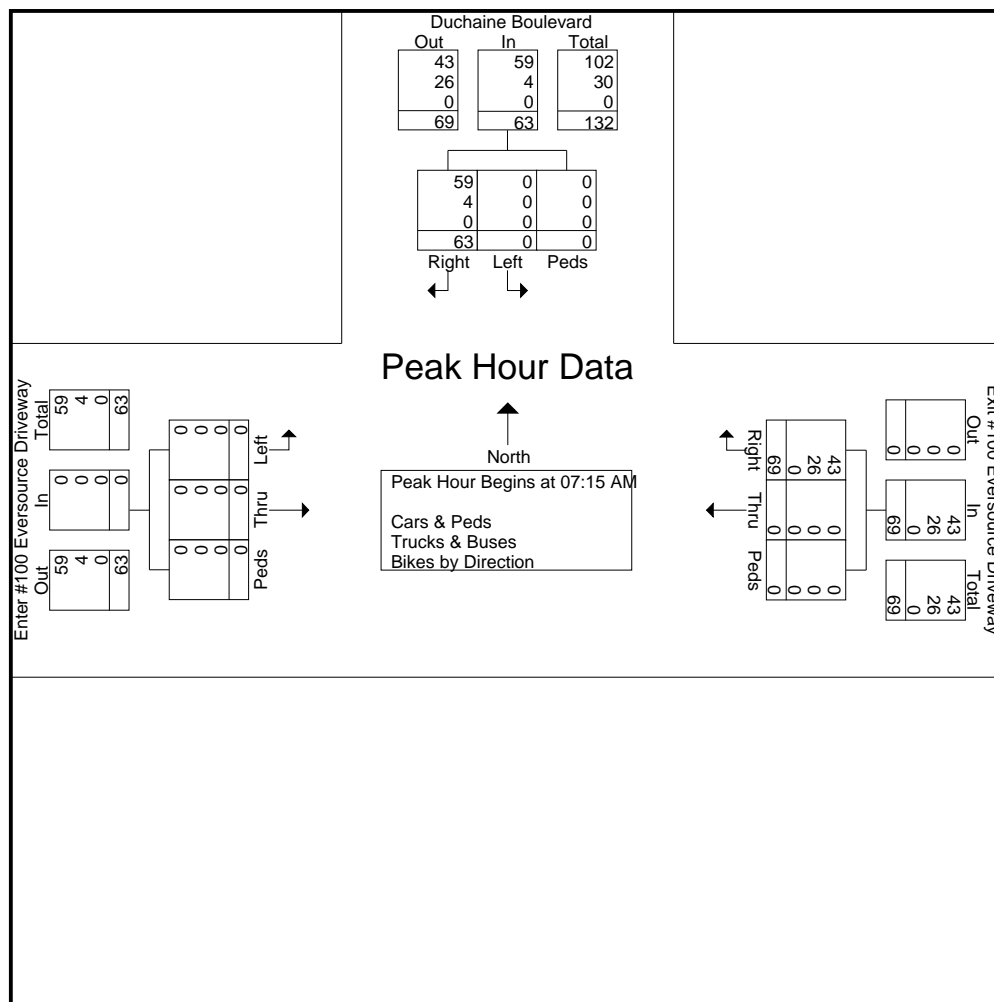 Duchaine Boulevard
Out In Total
43 59 102
26 4 30
0 0 0
69 63 132
59 0 0
4 0 0
0 0 0
63 0 0
Right Left Peds
Peak Hour Data
North
Peak Hour Begins at 07:15 AM
Cars & Peds
Trucks & Buses
Bikes by Direction
Enter #100 Eversource Driveway
Out In Total
59 0 59
4 0 4
0 0 0
63 0 63
Peds Thru Left
0 0 0
0 0 0
0 0 0
0 0 0
Exit #100 Eversource Driveway
Out In Total
0 43 43
0 26 26
0 0 0
0 69 69
Right Thru Peds
43 0 0
26 0 0
0 0 0
69 0 0